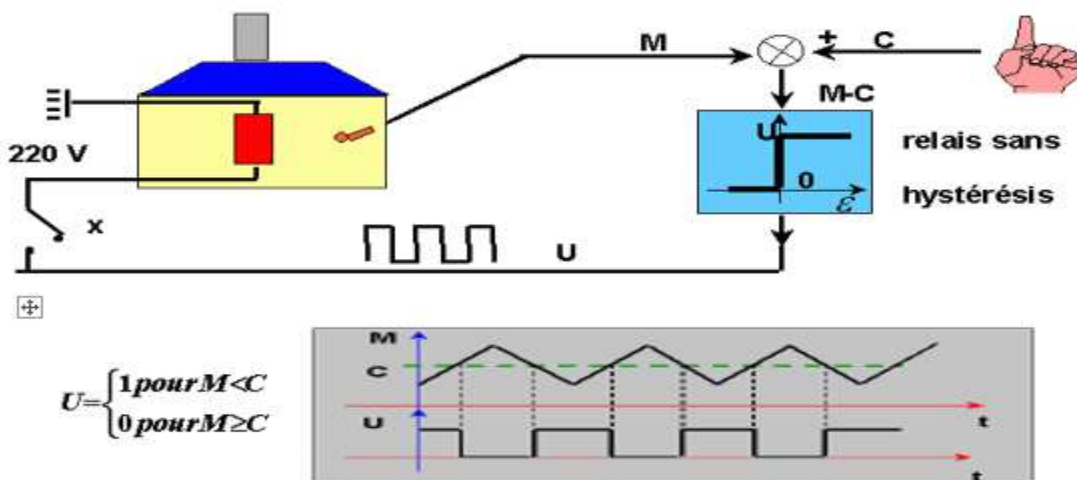 M
+
C
M-C
220 V
U
0
ε
relais sans
hystérésis
x
U
M
C
t
U
t
U={1 pour M<C
0 pour M≥C